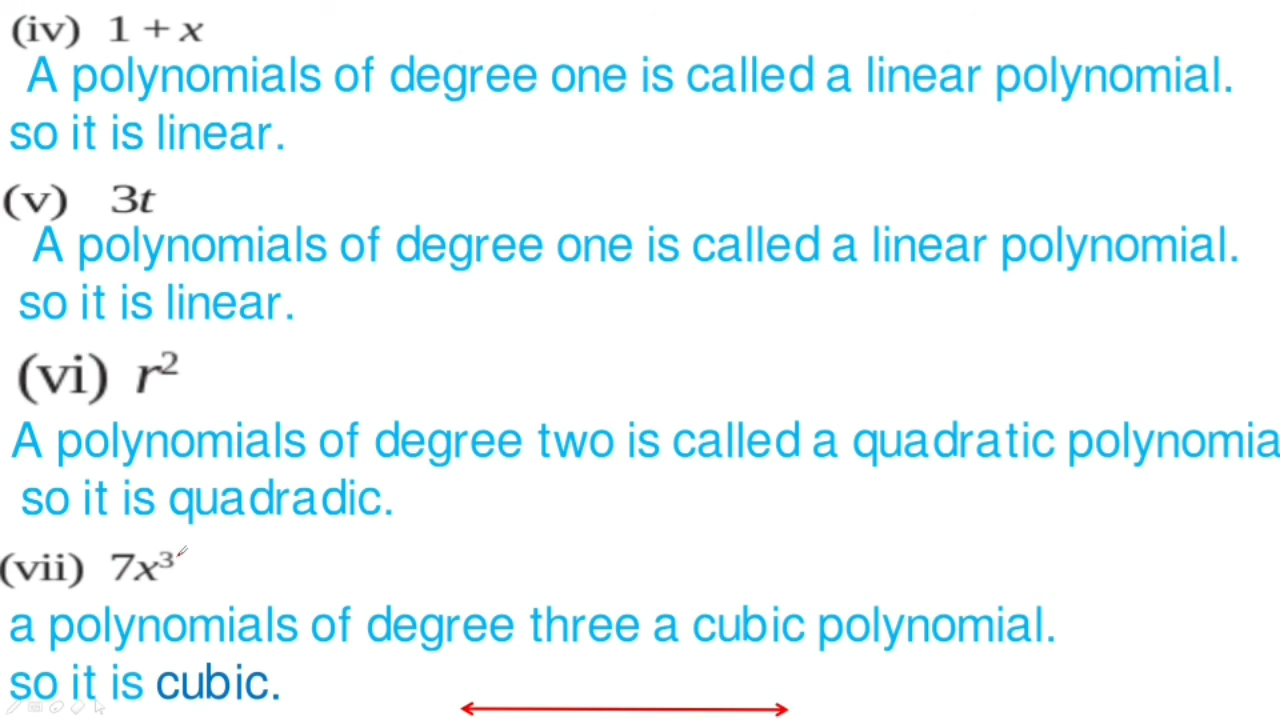 (iv) 1 + x
A polynomials of degree one is called a linear polynomial.
so it is linear.
(v) 3t
A polynomials of degree one is called a linear polynomial.
so it is linear.
(vi) r²
A polynomials of degree two is called a quadratic polynomia
so it is quadradic.
(vii) 7x³
a polynomials of degree three a cubic polynomial.
so it is cubic.